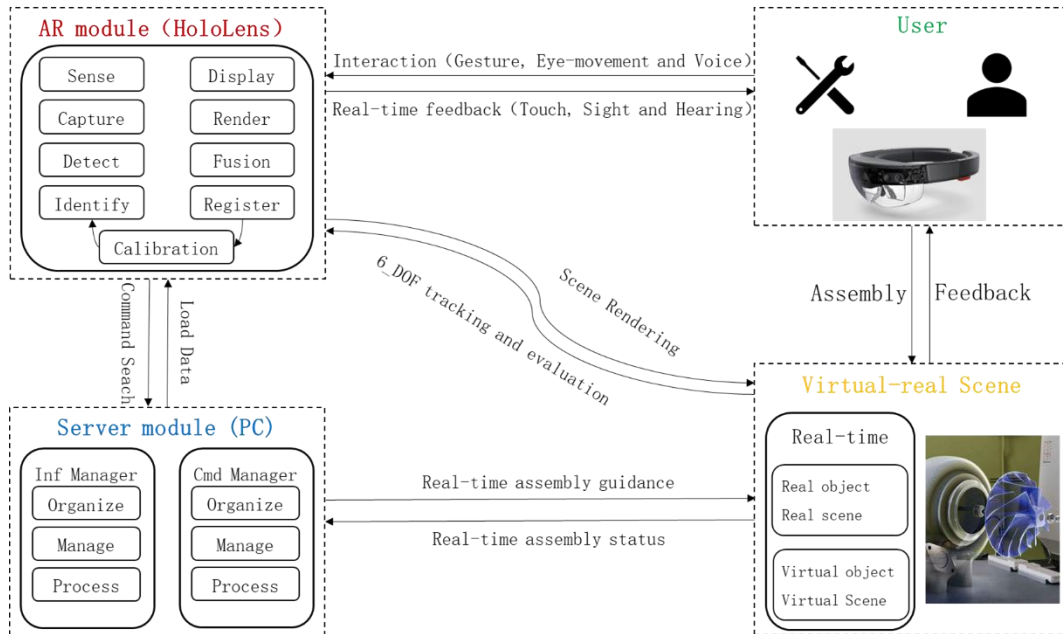 AR module (HoloLens)
Sense
Display
Capture
Render
Detect
Fusion
Identify
Register
Calibration
Interaction (Gesture, Eye-movement and Voice)
Real-time feedback (Touch, Sight and Hearing)
User
Scene Rendering
6_DOF tracking and evaluation
Command Seach
Load Data
Assembly
Feedback
Server module (PC)
Inf Manager
Organize
Manage
Process
Cmd Manager
Organize
Manage
Process
Real-time assembly guidance
Real-time assembly status
Virtual-real Scene
Real-time
Real object
Real scene
Virtual object
Virtual Scene